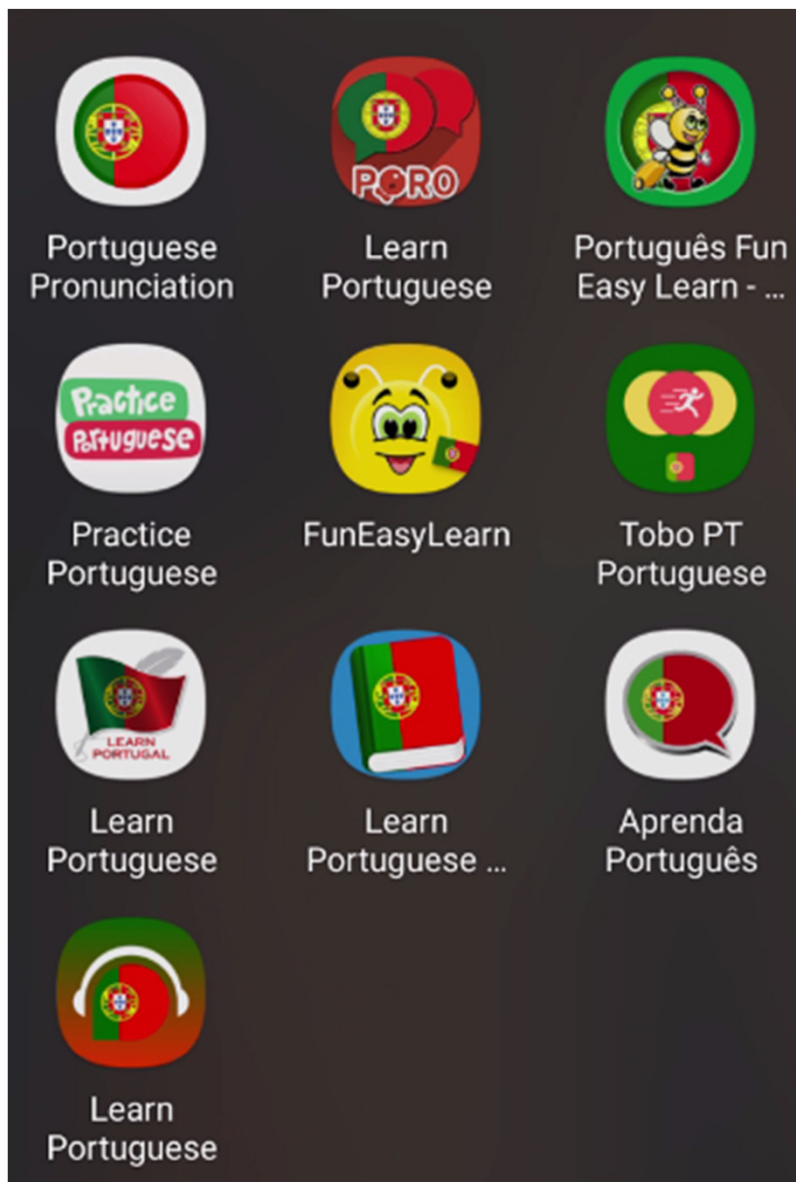 PORO
Portuguese
Pronunciation
Learn
Portuguese
Português Fun
Easy Learn - ...
Practice
Portuguese
Practice
Portuguese
FunEasyLearn
Tobo PT
Portuguese
LEARN
PORTUGAL
Learn
Portuguese
Learn
Portuguese ...
Aprenda
Português
Learn
Portuguese